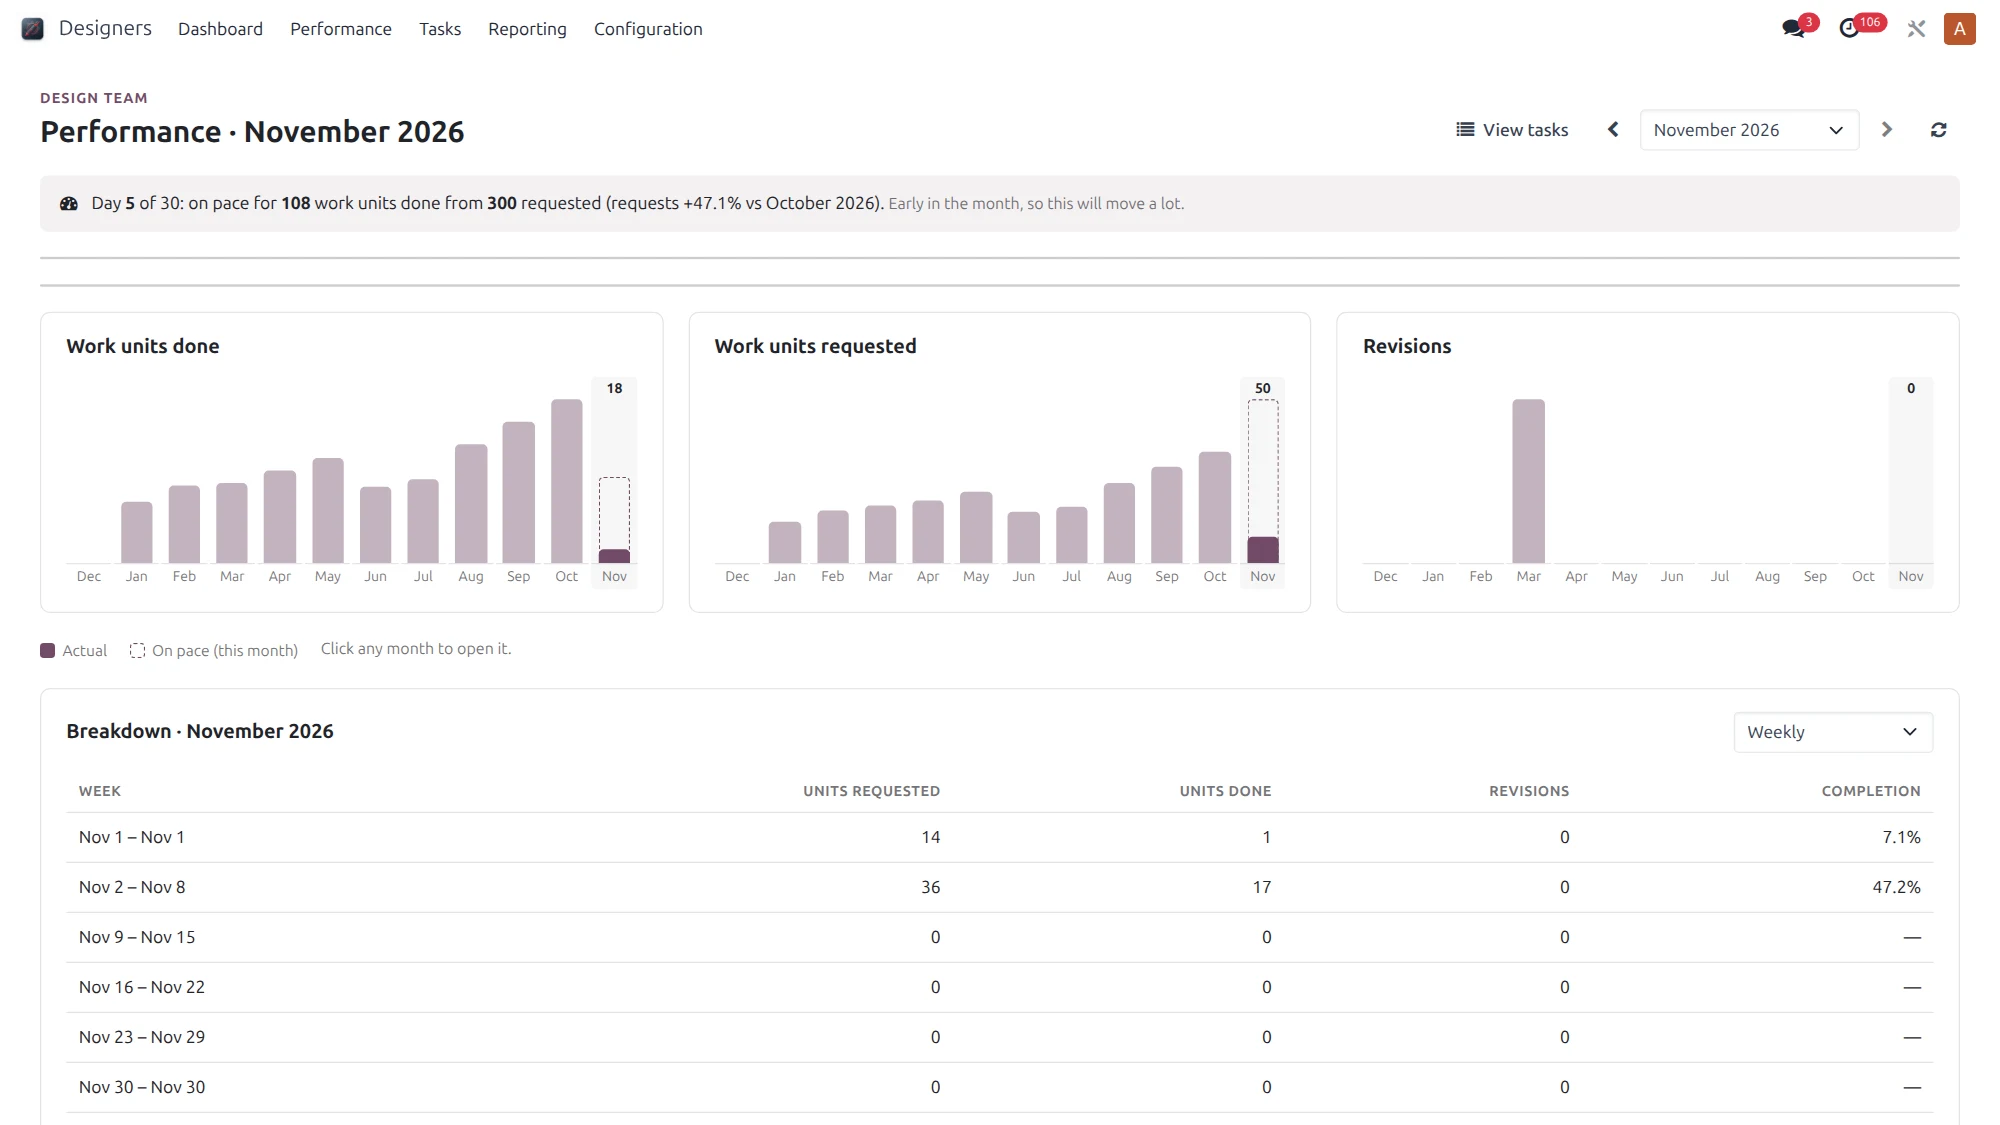 Designers Dashboard Performance Tasks Reporting Configuration 3 106 A
DESIGN TEAM
Performance · November 2026
View tasks November 2026
Day 5 of 30: on pace for 108 work units done from 300 requested (requests +47.1% vs October 2026). Early in the month, so this will move a lot.
Work units done
18
Dec Jan Feb Mar Apr May Jun Jul Aug Sep Oct Nov
Work units requested
50
Dec Jan Feb Mar Apr May Jun Jul Aug Sep Oct Nov
Revisions
0
Dec Jan Feb Mar Apr May Jun Jul Aug Sep Oct Nov
Actual On pace (this month) Click any month to open it.
Breakdown · November 2026 Weekly
WEEK UNITS REQUESTED UNITS DONE REVISIONS COMPLETION
Nov 1 – Nov 1 14 1 0 7.1%
Nov 2 – Nov 8 36 17 0 47.2%
Nov 9 – Nov 15 0 0 0 —
Nov 16 – Nov 22 0 0 0 —
Nov 23 – Nov 29 0 0 0 —
Nov 30 – Nov 30 0 0 0 —